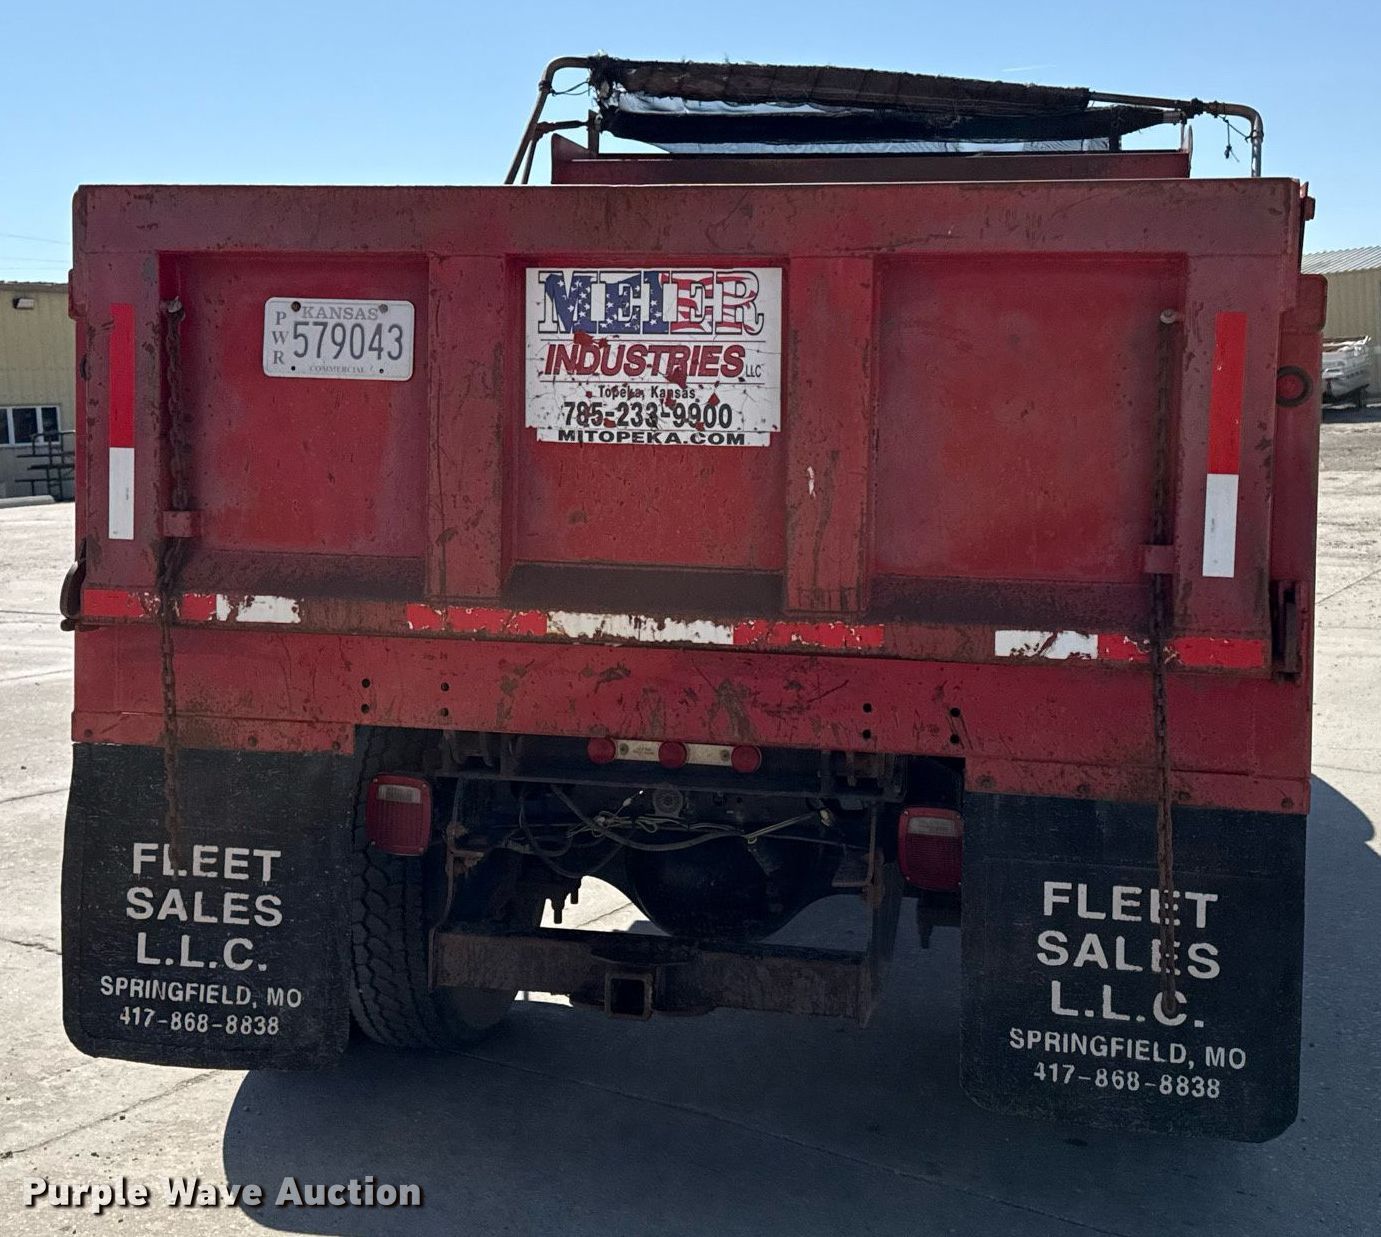 KANSAS
PWR
579043
COMMERCIAL
MEIER
INDUSTRIES LLC
Topeka, Kansas
785-233-9900
MITOPEKA.COM
FLEET
SALES
L.L.C.
SPRINGFIELD, MO
417-868-8838
FLEET
SALES
L.L.C.
SPRINGFIELD, MO
417-868-8838
Purple Wave Auction